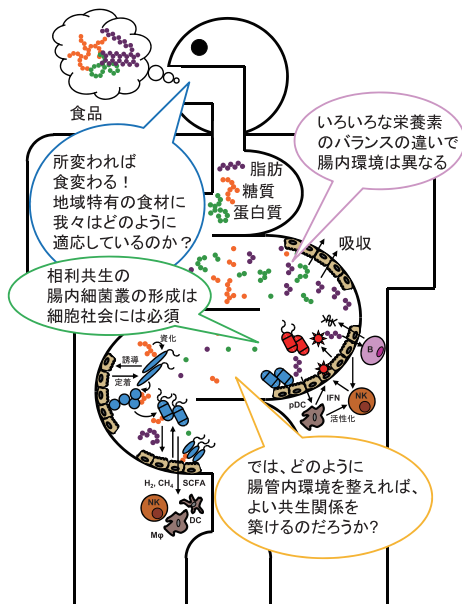 食品
いろいろな栄養素
のバランスの違いで
腸内環境は異なる
所変われば
食変わる！
地域特有の食材に
我々はどのように
適応しているのか？
脂肪
糖質
蛋白質
吸収
相利共生の
腸内細菌叢の形成は
細胞社会には必須
資化
誘導
定着
B
pDC
IFN
NK
活性化
H₂, CH₄
SCFA
NK
DC
Mφ
では、どのように
腸管内環境を整えれば、
よい共生関係を
築けるのだろうか?